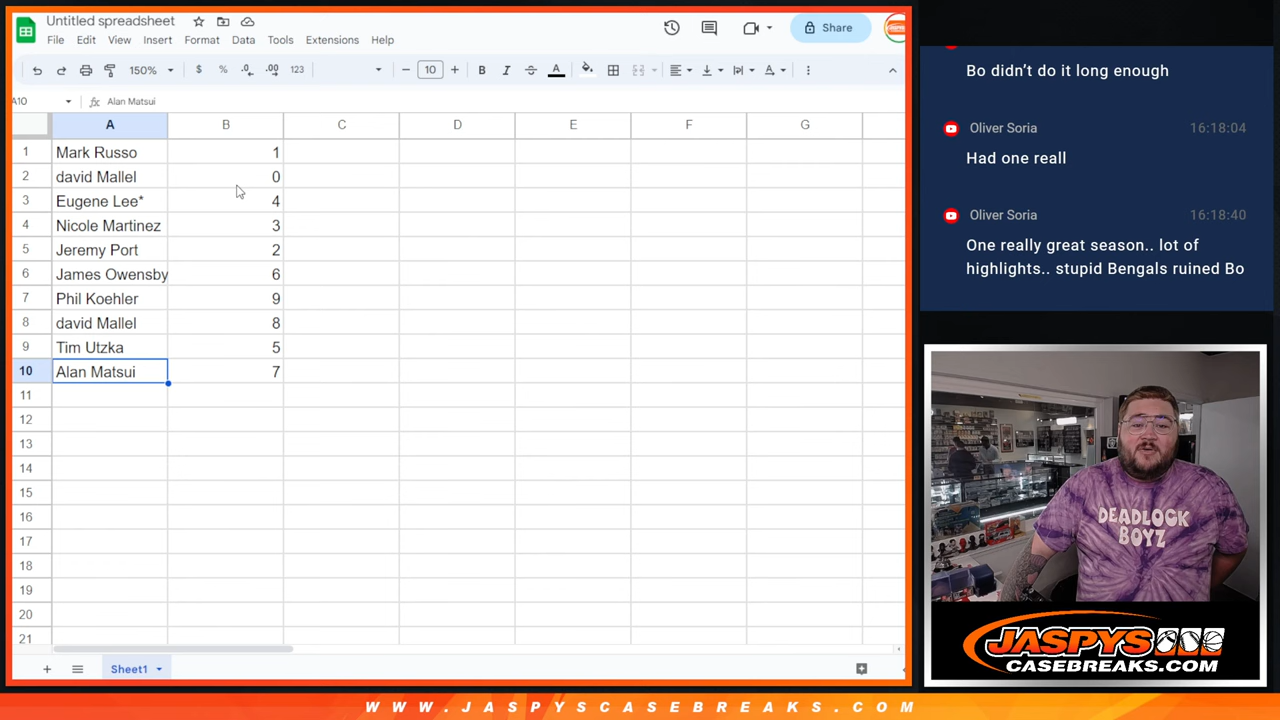 Untitled spreadsheet
File Edit View Insert Format Data Tools Extensions Help
Share
150% $ % .0 .00 123 − 10 + B I A
A10 fx Alan Matsui
A B C D E F G
1 Mark Russo 1
2 david Mallel 0
3 Eugene Lee* 4
4 Nicole Martinez 3
5 Jeremy Port 2
6 James Owensby 6
7 Phil Koehler 9
8 david Mallel 8
9 Tim Utzka 5
10 Alan Matsui 7
11
12
13
14
15
16
17
18
19
20
21
+ Sheet1
Bo didn’t do it long enough
Oliver Soria 16:18:04
Had one reall
Oliver Soria 16:18:40
One really great season.. lot of
highlights.. stupid Bengals ruined Bo
DEADLOCK
BOYZ
JASPYS
CASEBREAKS.COM
WWW.JASPYSCASEBREAKS.COM